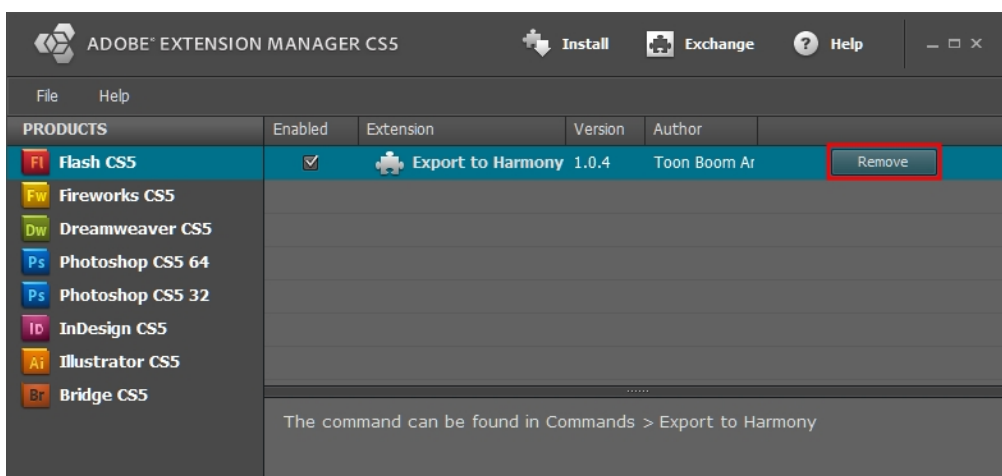 ADOBE® EXTENSION MANAGER CS5 Install Exchange ? Help
File Help
PRODUCTS Enabled Extension Version Author
Fl Flash CS5 Export to Harmony 1.0.4 Toon Boom Ar Remove
Fw Fireworks CS5
Dw Dreamweaver CS5
Ps Photoshop CS5 64
Ps Photoshop CS5 32
ID InDesign CS5
Ai Illustrator CS5
Br Bridge CS5
The command can be found in Commands > Export to Harmony